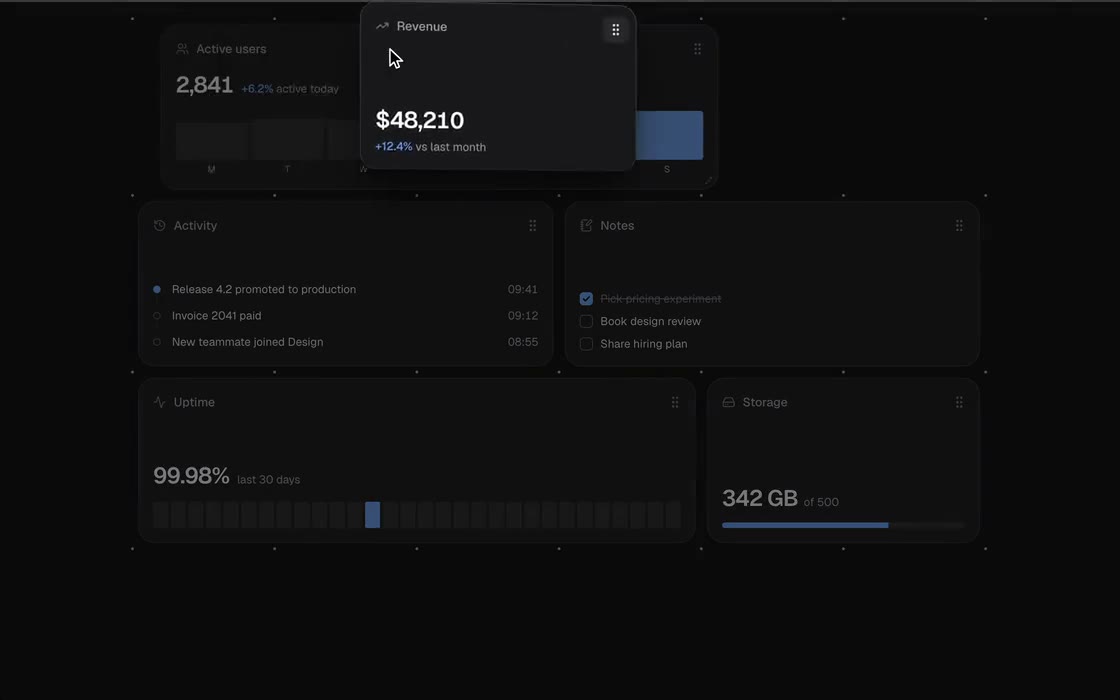 Revenue
Active users
2,841 +6.2% active today
$48,210
+12.4% vs last month
M T W S
Activity
Release 4.2 promoted to production 09:41
Invoice 2041 paid 09:12
New teammate joined Design 08:55
Notes
Pick pricing experiment
Book design review
Share hiring plan
Uptime
99.98% last 30 days
Storage
342 GB of 500